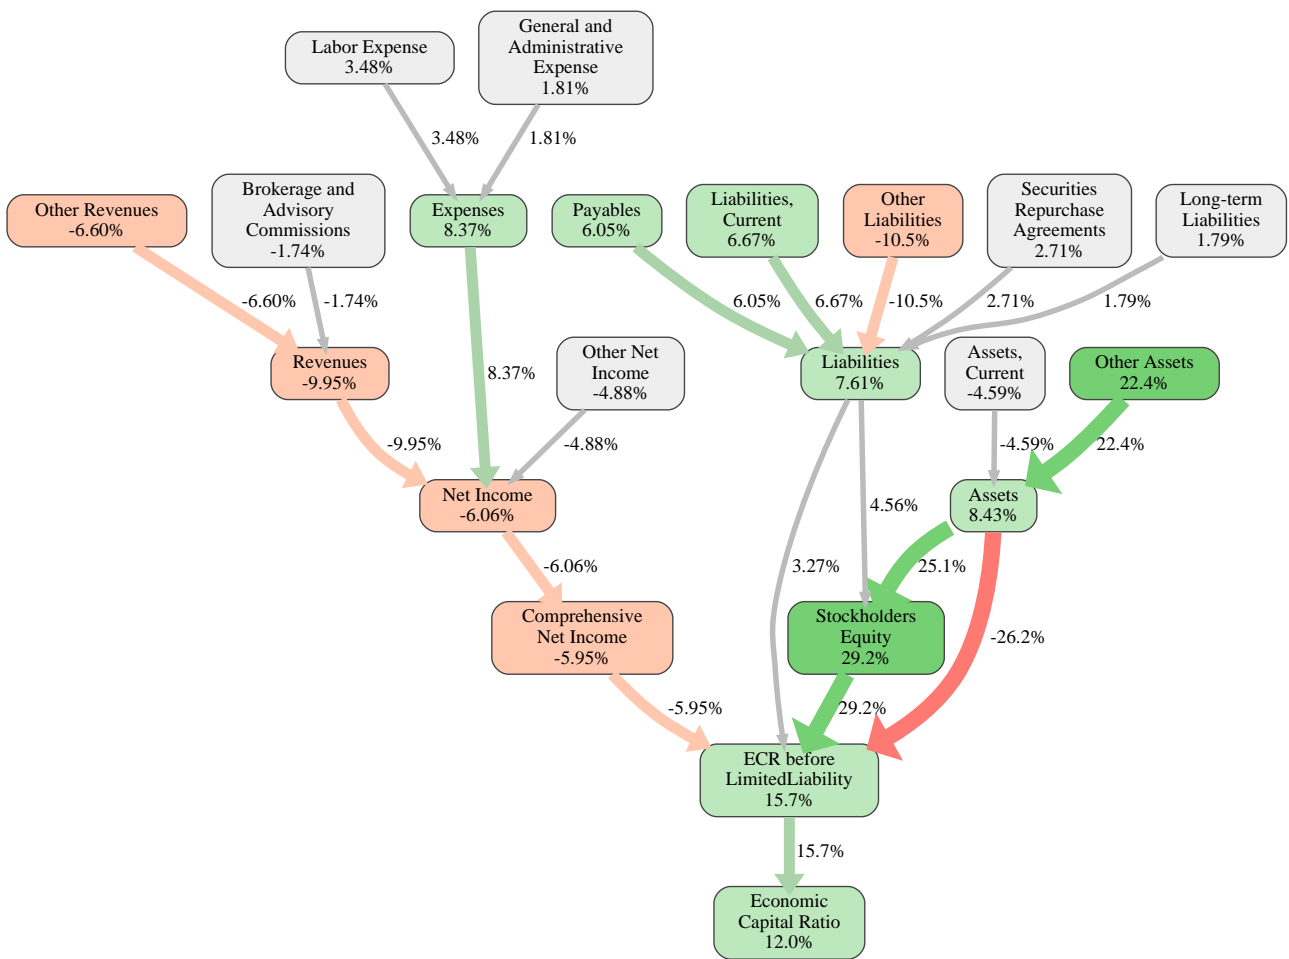 General and
Administrative
Expense
1.81%
Labor Expense
3.48%
3.48%
1.81%
Brokerage and
Advisory
Commissions
-1.74%
Other Revenues
-6.60%
Expenses
8.37%
Payables
6.05%
Liabilities,
Current
6.67%
Other
Liabilities
-10.5%
Securities
Repurchase
Agreements
2.71%
Long-term
Liabilities
1.79%
-6.60%
-1.74%
6.05%
6.67%
-10.5%
2.71%
1.79%
Revenues
-9.95%
8.37%
Other Net
Income
-4.88%
Liabilities
7.61%
Assets,
Current
-4.59%
Other Assets
22.4%
-9.95%
-4.88%
-4.59%
22.4%
Net Income
-6.06%
4.56%
Assets
8.43%
-6.06%
3.27%
25.1%
Comprehensive
Net Income
-5.95%
Stockholders
Equity
29.2%
-26.2%
-5.95%
29.2%
ECR before
LimitedLiability
15.7%
15.7%
Economic
Capital Ratio
12.0%